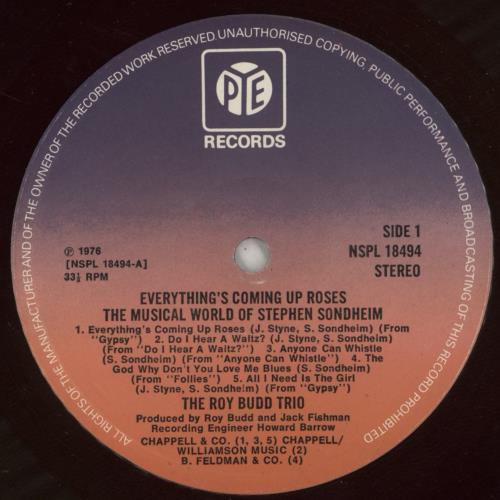 ALL RIGHTS OF THE MANUFACTURER AND OF THE OWNER OF THE RECORDED WORK RESERVED. UNAUTHORISED COPYING, PUBLIC PERFORMANCE AND BROADCASTING OF THIS RECORD PROHIBITED
PYE
RECORDS
℗ 1976
[NSPL 18494-A]
33⅓ RPM
SIDE 1
NSPL 18494
STEREO
EVERYTHING'S COMING UP ROSES
THE MUSICAL WORLD OF STEPHEN SONDHEIM
1. Everything's Coming Up Roses (J. Styne, S. Sondheim) (From
"Gypsy") 2. Do I Hear A Waltz? (J. Styne, S. Sondheim)
(From "Do I Hear A Waltz?") 3. Anyone Can Whistle
(S. Sondheim) (From "Anyone Can Whistle") 4. The
God Why Don't You Love Me Blues (S. Sondheim)
(From "Follies") 5. All I Need Is The Girl
(J. Styne, S. Sondheim) (From "Gypsy")
THE ROY BUDD TRIO
Produced by Roy Budd and Jack Fishman
Recording Engineer Howard Barrow
CHAPPELL & CO. (1, 3, 5) CHAPPELL/
WILLIAMSON MUSIC (2)
B. FELDMAN & CO. (4)